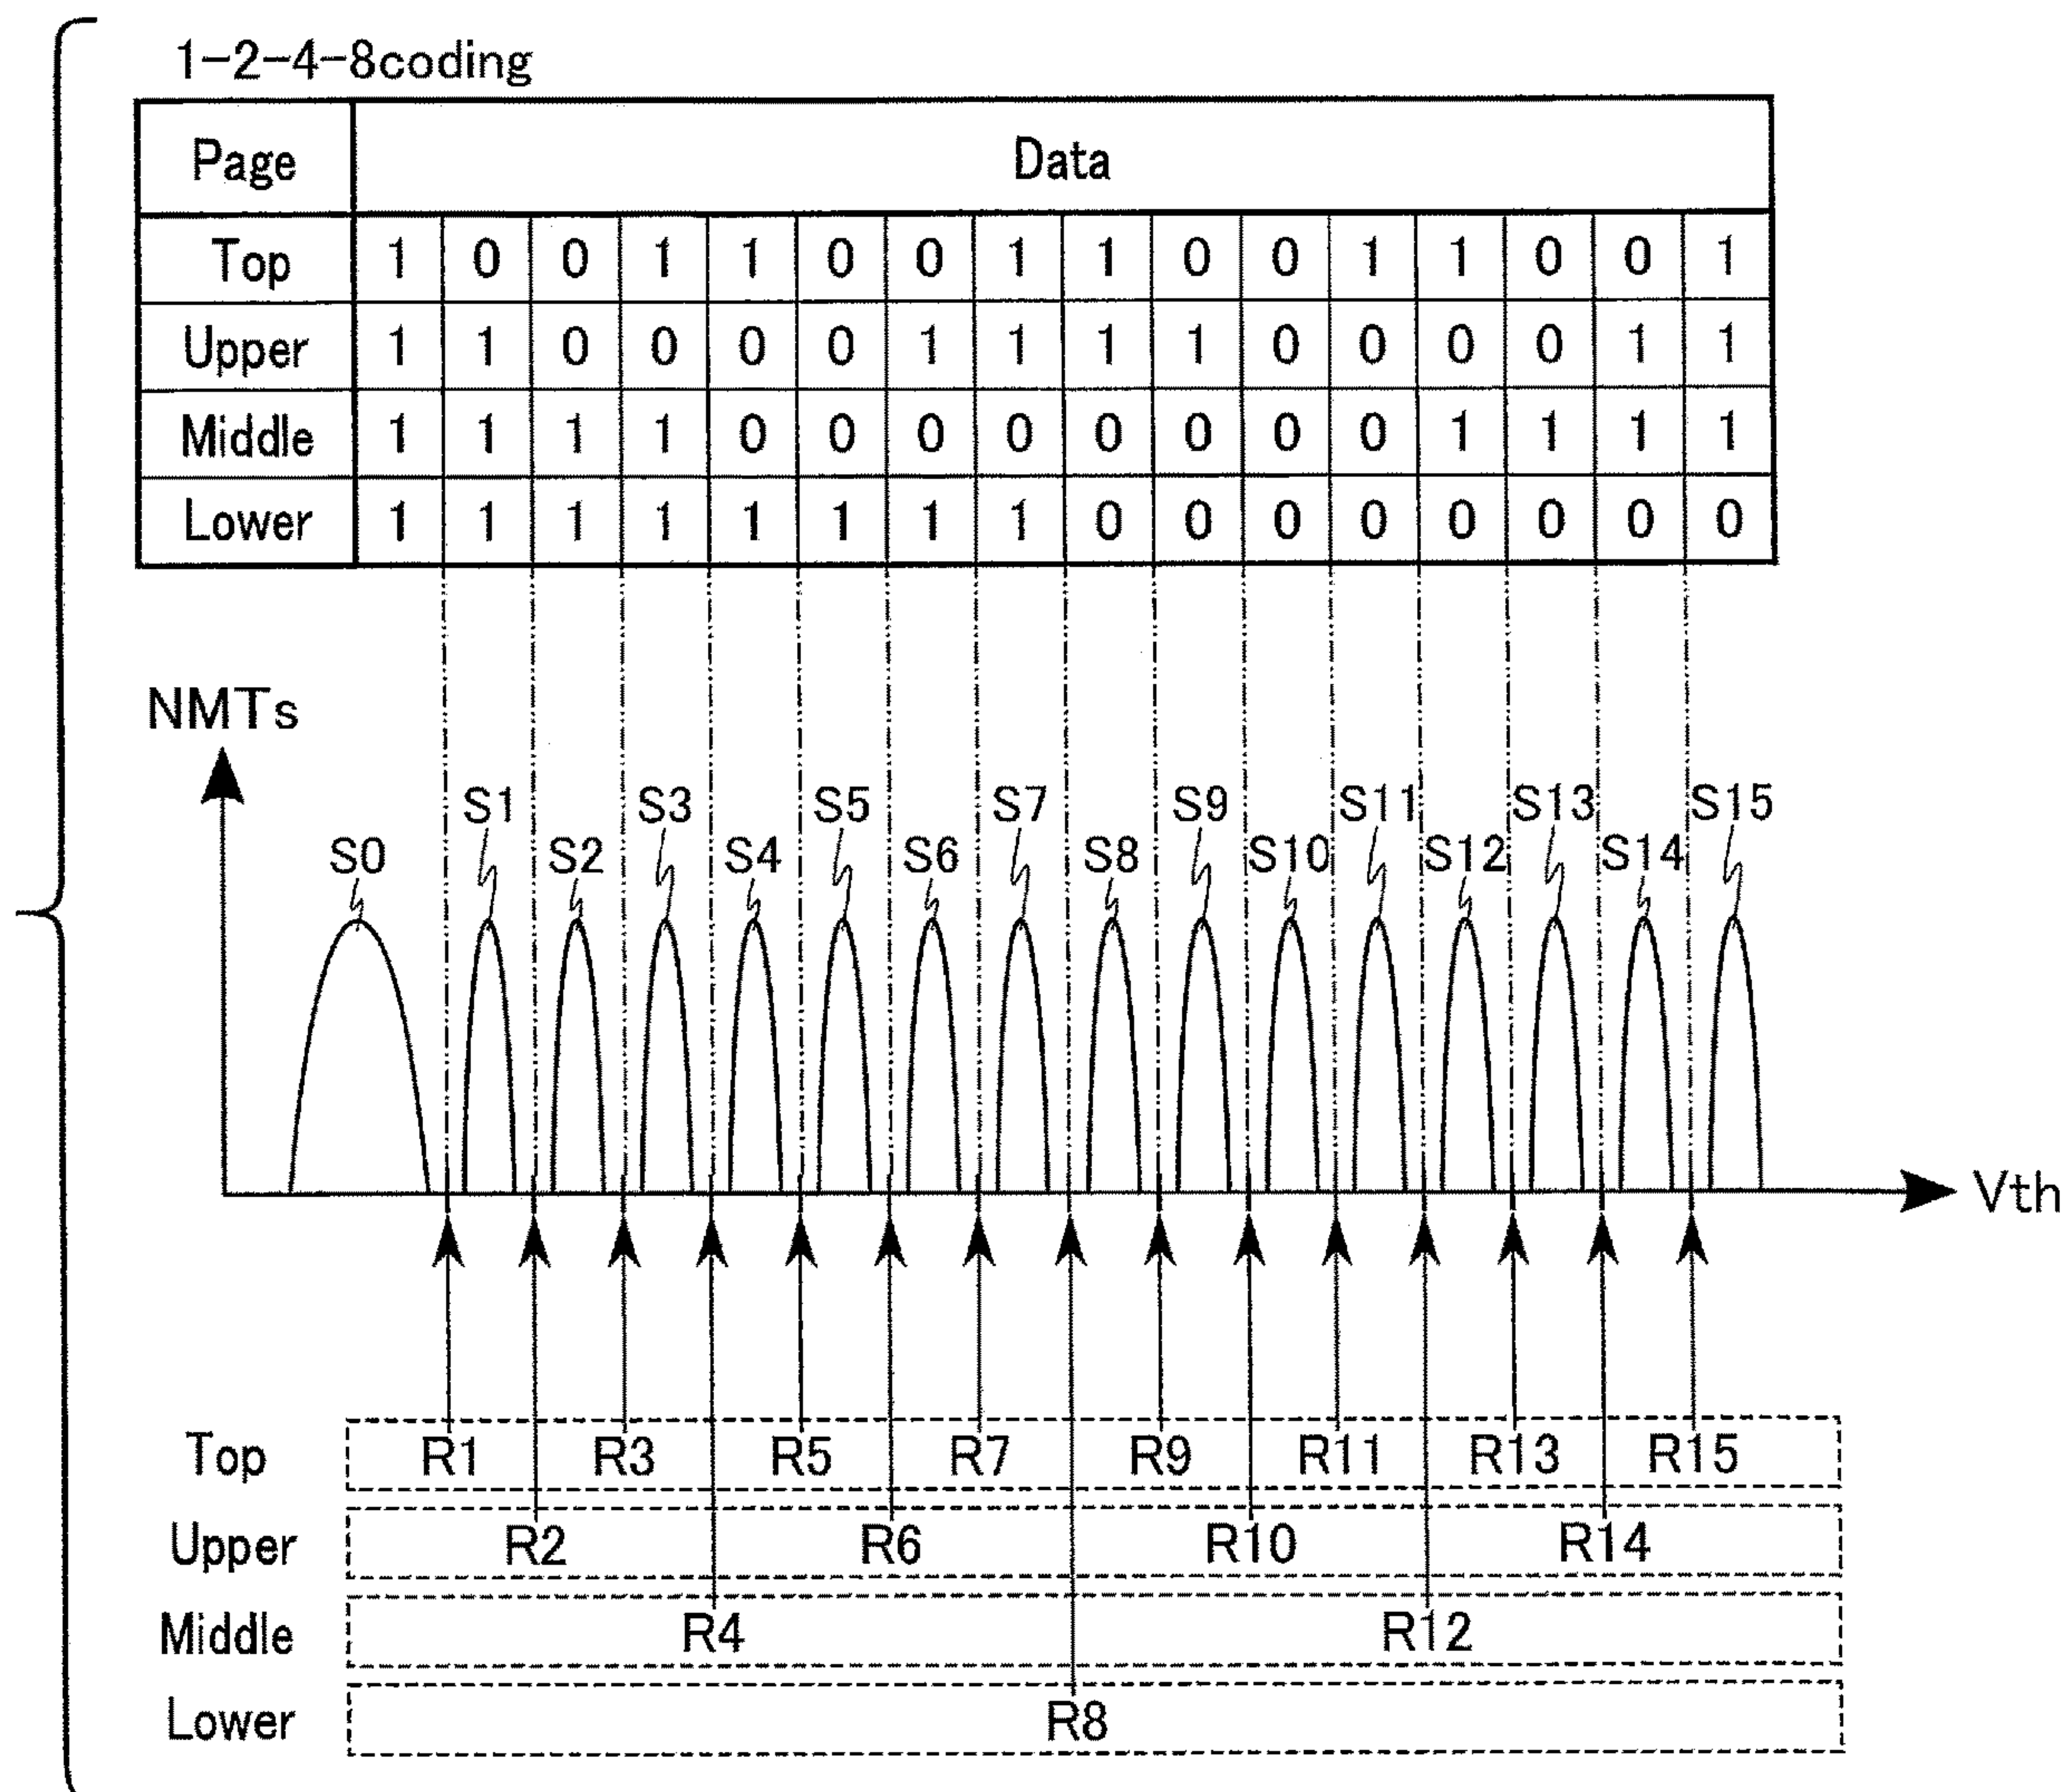 1-2-4-8coding
Page Data
Top 1 0 0 1 1 0 0 1 1 0 0 1 1 0 0 1
Upper 1 1 0 0 0 0 1 1 1 1 0 0 0 0 1 1
Middle 1 1 1 1 0 0 0 0 0 0 0 0 1 1 1 1
Lower 1 1 1 1 1 1 1 1 0 0 0 0 0 0 0 0
NMTs
S1 S3 S5 S7 S9 S11 S13 S15
S0 S2 S4 S6 S8 S10 S12 S14
Vth
Top R1 R3 R5 R7 R9 R11 R13 R15
Upper R2 R6 R10 R14
Middle R4 R12
Lower R8